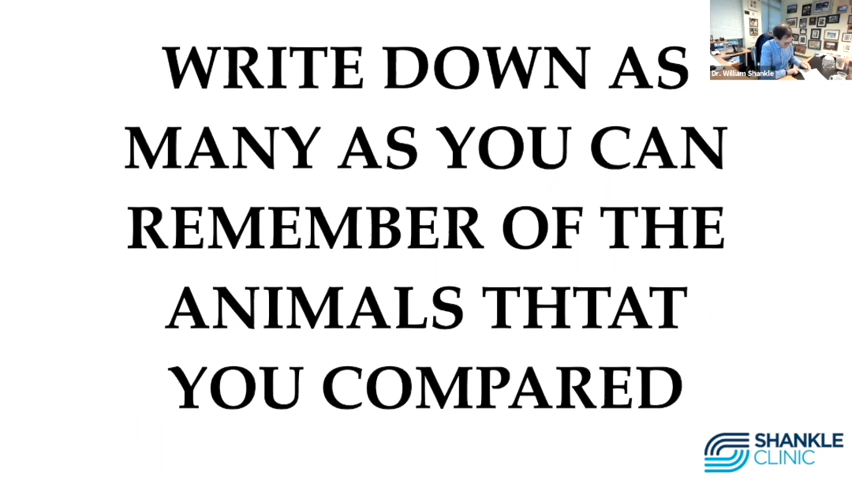 WRITE DOWN AS
MANY AS YOU CAN
REMEMBER OF THE
ANIMALS THTAT
YOU COMPARED
Dr. William Shankle
SHANKLE
CLINIC